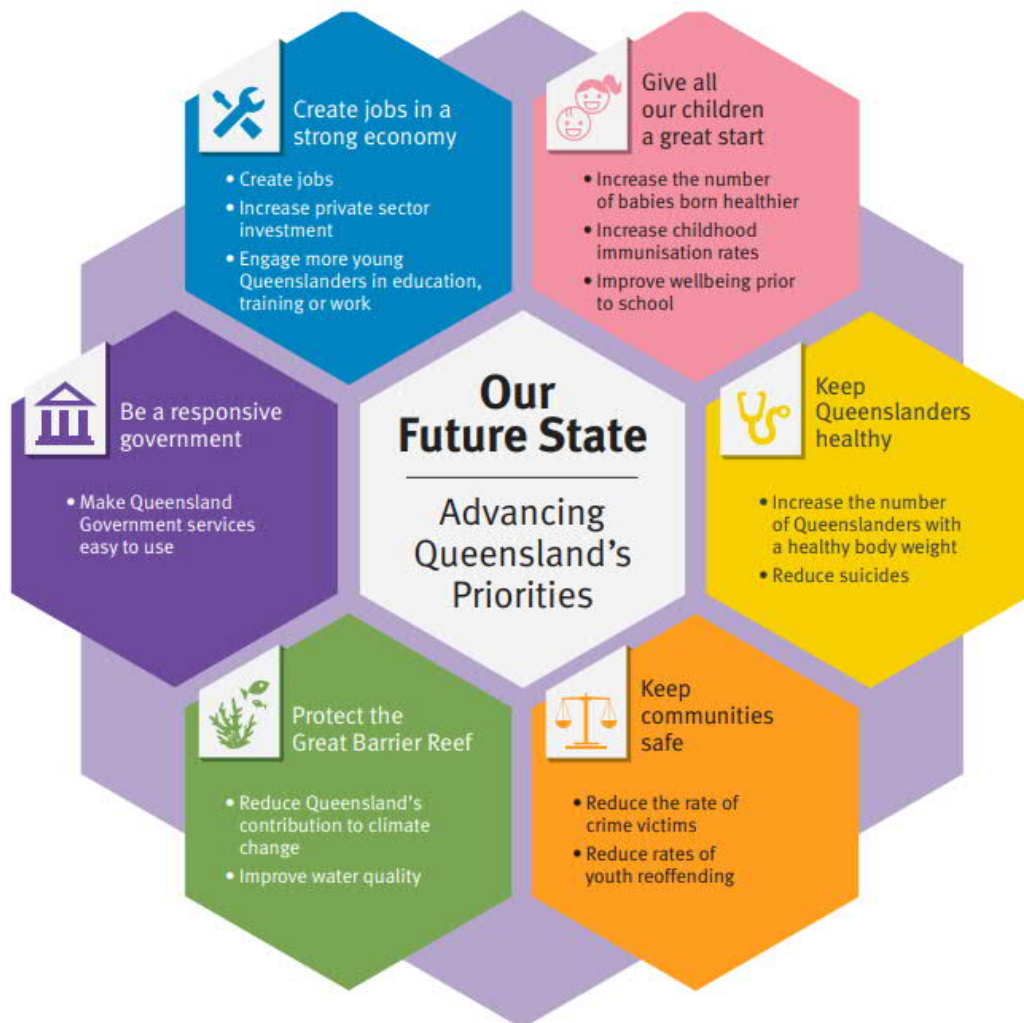 Create jobs in a
strong economy
• Create jobs
• Increase private sector
investment
• Engage more young
Queenslanders in education,
training or work
Give all
our children
a great start
• Increase the number
of babies born healthier
• Increase childhood
immunisation rates
• Improve wellbeing prior
to school
Be a responsive
government
• Make Queensland
Government services
easy to use
Our
Future State
Advancing
Queensland's
Priorities
Keep
Queenslanders
healthy
• Increase the number
of Queenslanders with
a healthy body weight
• Reduce suicides
Protect the
Great Barrier Reef
• Reduce Queensland's
contribution to climate
change
• Improve water quality
Keep
communities
safe
• Reduce the rate of
crime victims
• Reduce rates of
youth reoffending